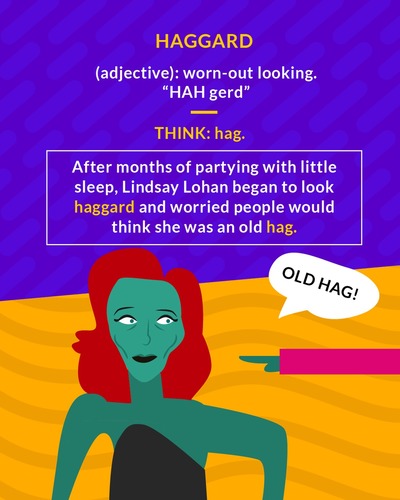 HAGGARD
(adjective): worn-out looking.
“HAH gerd”
THINK: hag.
After months of partying with little
sleep, Lindsay Lohan began to look
haggard and worried people would
think she was an old hag.
OLD HAG!